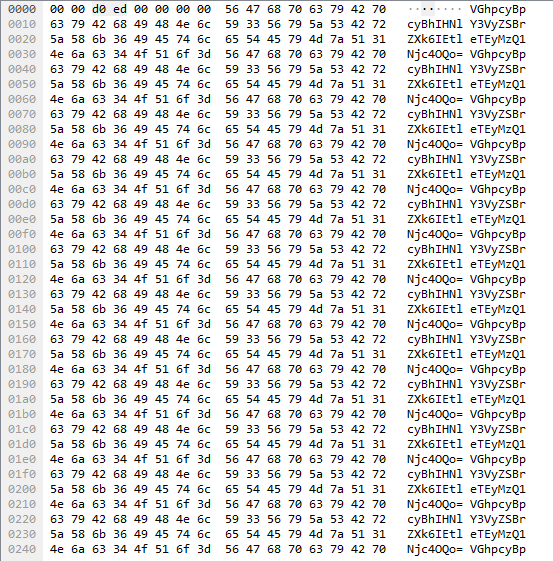 0000 00 00 d0 ed 00 00 00 00 56 47 68 70 63 79 42 70 ········ VGhpcyBp
0010 63 79 42 68 49 48 4e 6c 59 33 56 79 5a 53 42 72 cyBhIHNl Y3VyZSBr
0020 5a 58 6b 36 49 45 74 6c 65 54 45 79 4d 7a 51 31 ZXk6IEtl eTEyMzQ1
0030 4e 6a 63 34 4f 51 6f 3d 56 47 68 70 63 79 42 70 Njc4OQo= VGhpcyBp
0040 63 79 42 68 49 48 4e 6c 59 33 56 79 5a 53 42 72 cyBhIHNl Y3VyZSBr
0050 5a 58 6b 36 49 45 74 6c 65 54 45 79 4d 7a 51 31 ZXk6IEtl eTEyMzQ1
0060 4e 6a 63 34 4f 51 6f 3d 56 47 68 70 63 79 42 70 Njc4OQo= VGhpcyBp
0070 63 79 42 68 49 48 4e 6c 59 33 56 79 5a 53 42 72 cyBhIHNl Y3VyZSBr
0080 5a 58 6b 36 49 45 74 6c 65 54 45 79 4d 7a 51 31 ZXk6IEtl eTEyMzQ1
0090 4e 6a 63 34 4f 51 6f 3d 56 47 68 70 63 79 42 70 Njc4OQo= VGhpcyBp
00a0 63 79 42 68 49 48 4e 6c 59 33 56 79 5a 53 42 72 cyBhIHNl Y3VyZSBr
00b0 5a 58 6b 36 49 45 74 6c 65 54 45 79 4d 7a 51 31 ZXk6IEtl eTEyMzQ1
00c0 4e 6a 63 34 4f 51 6f 3d 56 47 68 70 63 79 42 70 Njc4OQo= VGhpcyBp
00d0 63 79 42 68 49 48 4e 6c 59 33 56 79 5a 53 42 72 cyBhIHNl Y3VyZSBr
00e0 5a 58 6b 36 49 45 74 6c 65 54 45 79 4d 7a 51 31 ZXk6IEtl eTEyMzQ1
00f0 4e 6a 63 34 4f 51 6f 3d 56 47 68 70 63 79 42 70 Njc4OQo= VGhpcyBp
0100 63 79 42 68 49 48 4e 6c 59 33 56 79 5a 53 42 72 cyBhIHNl Y3VyZSBr
0110 5a 58 6b 36 49 45 74 6c 65 54 45 79 4d 7a 51 31 ZXk6IEtl eTEyMzQ1
0120 4e 6a 63 34 4f 51 6f 3d 56 47 68 70 63 79 42 70 Njc4OQo= VGhpcyBp
0130 63 79 42 68 49 48 4e 6c 59 33 56 79 5a 53 42 72 cyBhIHNl Y3VyZSBr
0140 5a 58 6b 36 49 45 74 6c 65 54 45 79 4d 7a 51 31 ZXk6IEtl eTEyMzQ1
0150 4e 6a 63 34 4f 51 6f 3d 56 47 68 70 63 79 42 70 Njc4OQo= VGhpcyBp
0160 63 79 42 68 49 48 4e 6c 59 33 56 79 5a 53 42 72 cyBhIHNl Y3VyZSBr
0170 5a 58 6b 36 49 45 74 6c 65 54 45 79 4d 7a 51 31 ZXk6IEtl eTEyMzQ1
0180 4e 6a 63 34 4f 51 6f 3d 56 47 68 70 63 79 42 70 Njc4OQo= VGhpcyBp
0190 63 79 42 68 49 48 4e 6c 59 33 56 79 5a 53 42 72 cyBhIHNl Y3VyZSBr
01a0 5a 58 6b 36 49 45 74 6c 65 54 45 79 4d 7a 51 31 ZXk6IEtl eTEyMzQ1
01b0 4e 6a 63 34 4f 51 6f 3d 56 47 68 70 63 79 42 70 Njc4OQo= VGhpcyBp
01c0 63 79 42 68 49 48 4e 6c 59 33 56 79 5a 53 42 72 cyBhIHNl Y3VyZSBr
01d0 5a 58 6b 36 49 45 74 6c 65 54 45 79 4d 7a 51 31 ZXk6IEtl eTEyMzQ1
01e0 4e 6a 63 34 4f 51 6f 3d 56 47 68 70 63 79 42 70 Njc4OQo= VGhpcyBp
01f0 63 79 42 68 49 48 4e 6c 59 33 56 79 5a 53 42 72 cyBhIHNl Y3VyZSBr
0200 5a 58 6b 36 49 45 74 6c 65 54 45 79 4d 7a 51 31 ZXk6IEtl eTEyMzQ1
0210 4e 6a 63 34 4f 51 6f 3d 56 47 68 70 63 79 42 70 Njc4OQo= VGhpcyBp
0220 63 79 42 68 49 48 4e 6c 59 33 56 79 5a 53 42 72 cyBhIHNl Y3VyZSBr
0230 5a 58 6b 36 49 45 74 6c 65 54 45 79 4d 7a 51 31 ZXk6IEtl eTEyMzQ1
0240 4e 6a 63 34 4f 51 6f 3d 56 47 68 70 63 79 42 70 Njc4OQo= VGhpcyBp